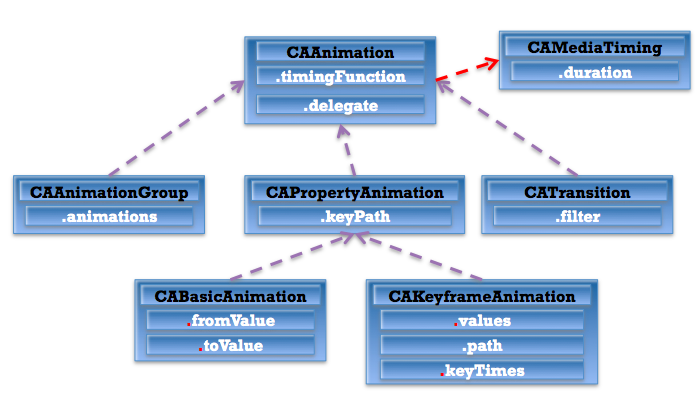 CAAnimation
.timingFunction
.delegate
CAMediaTiming
.duration
CAAnimationGroup
.animations
CAPropertyAnimation
.keyPath
CATransition
.filter
CABasicAnimation
.fromValue
.toValue
CAKeyframeAnimation
.values
.path
.keyTimes